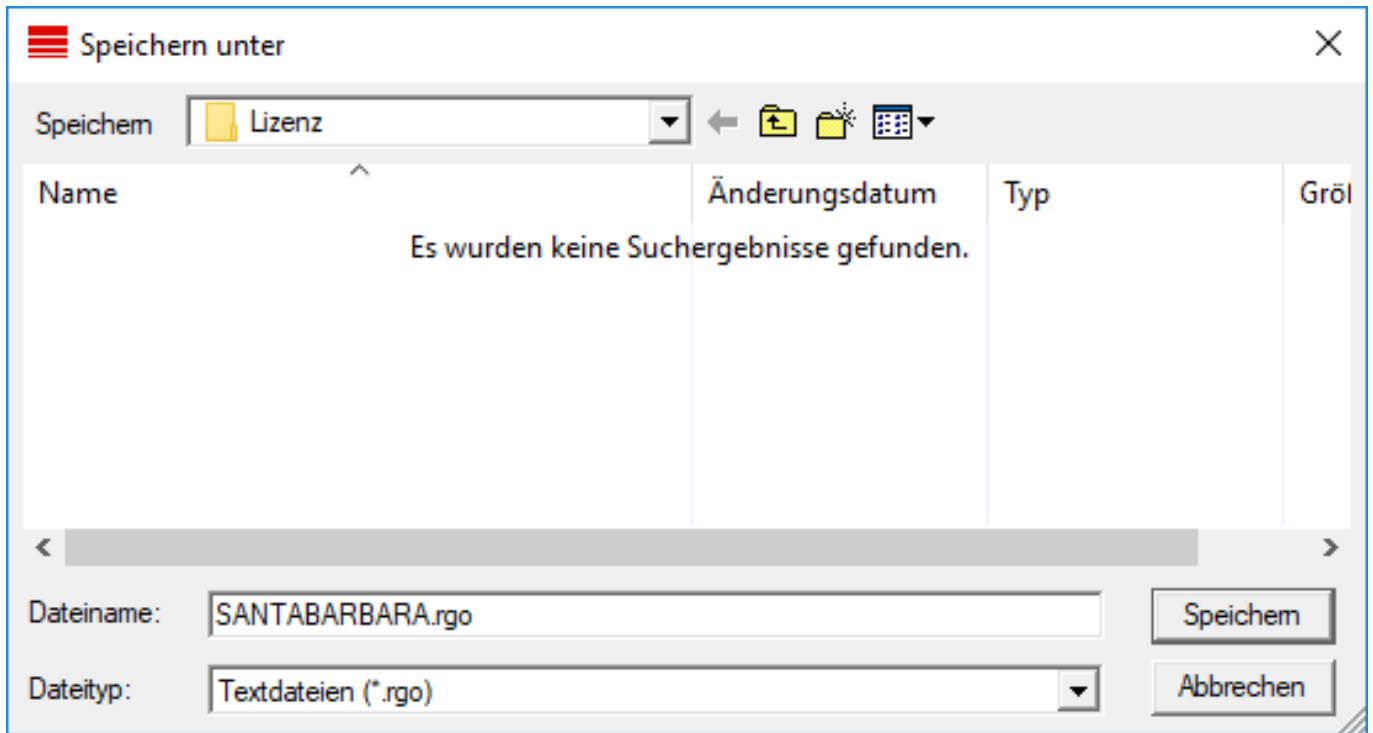 Speichern unter
Speichern Lizenz
Name Änderungsdatum Typ Größ
Es wurden keine Suchergebnisse gefunden.
Dateiname: SANTABARBARA.rgo Speichern
Dateityp: Textdateien (*.rgo) Abbrechen